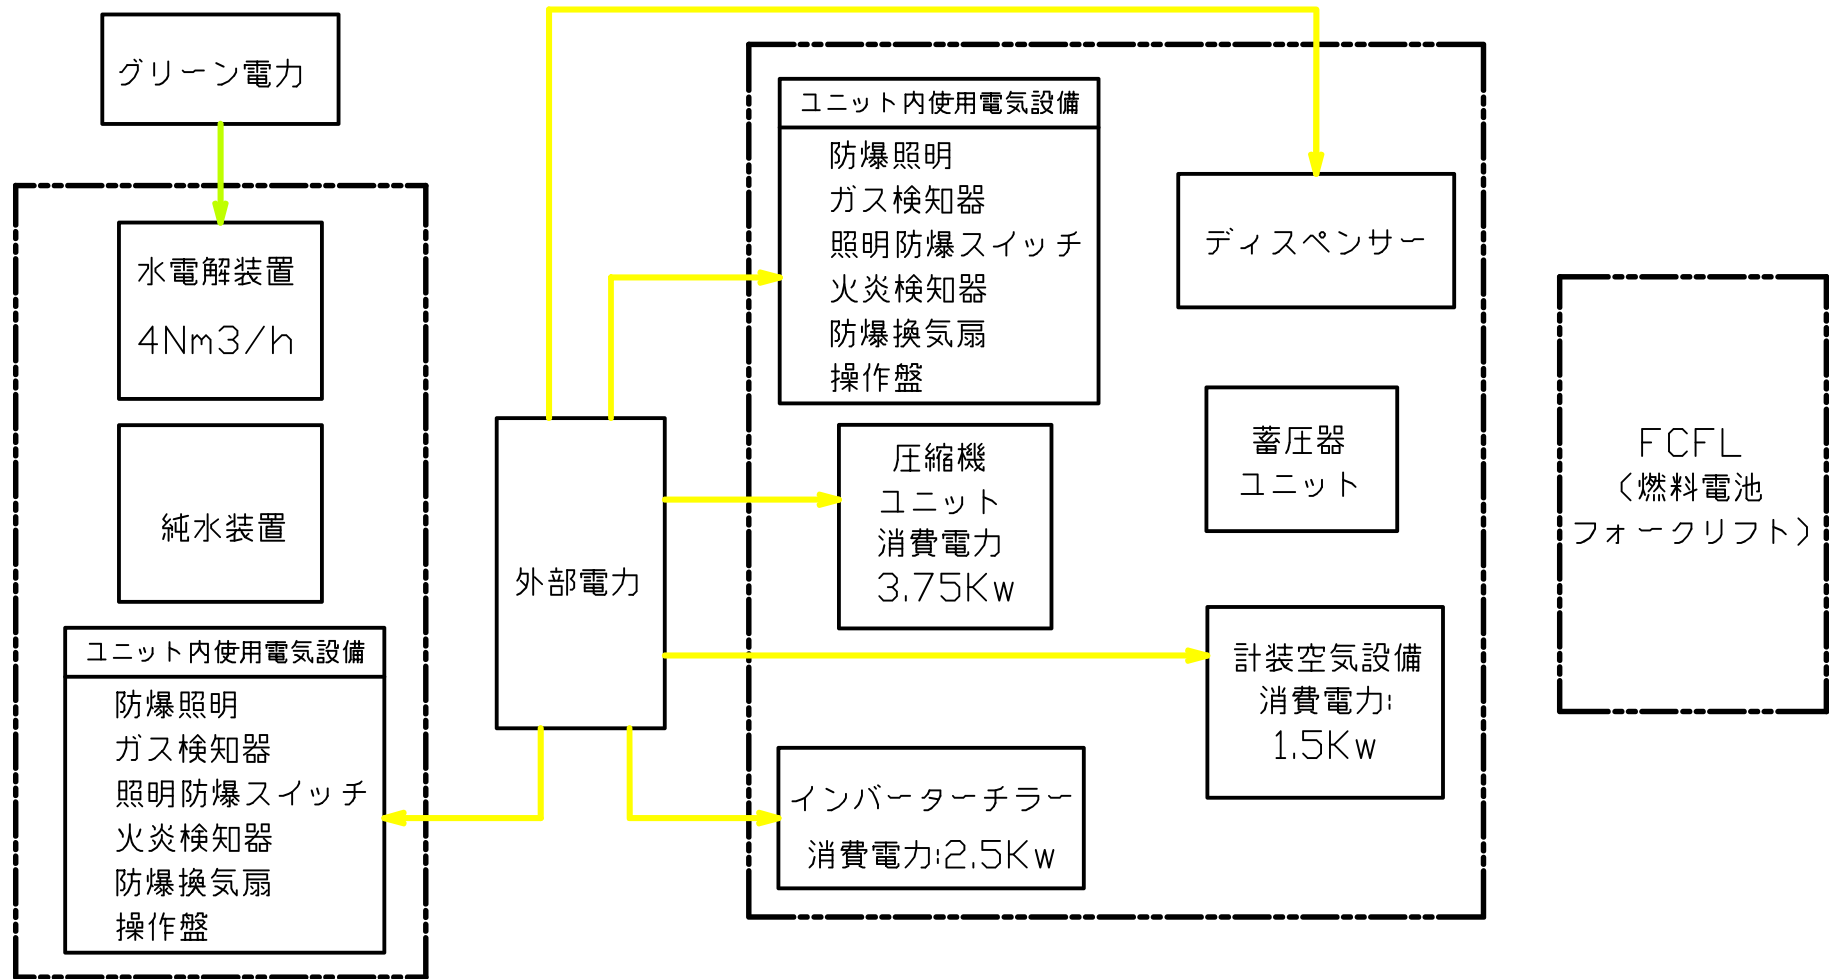 グリーン電力
水電解装置
4Nm3/h
純水装置
ユニット内使用電気設備
防爆照明
ガス検知器
照明防爆スイッチ
火炎検知器
防爆換気扇
操作盤
外部電力
ユニット内使用電気設備
防爆照明
ガス検知器
照明防爆スイッチ
火炎検知器
防爆換気扇
操作盤
圧縮機
ユニット
消費電力
3.75Kw
インバーターチラー
消費電力:2.5Kw
ディスペンサー
蓄圧器
ユニット
計装空気設備
消費電力:
1.5Kw
FCFL
(燃料電池
フォークリフト)